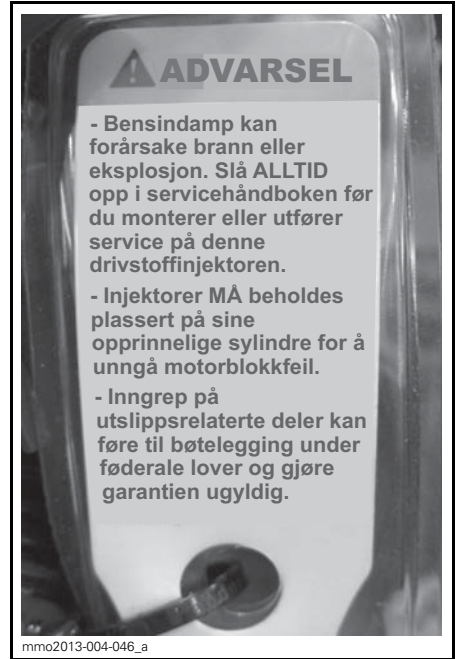 ADVARSEL
- Bensindamp kan
forårsake brann eller
eksplosjon. Slå ALLTID
opp i servicehåndboken før
du monterer eller utfører
service på denne
drivstoffinjektoren.
- Injektorer MÅ beholdes
plassert på sine
opprinnelige sylindre for å
unngå motorblokkfeil.
- Inngrep på
utslippsrelaterte deler kan
føre til bøtelegging under
føderale lover og gjøre
garantien ugyldig.
mmo2013-004-046_a